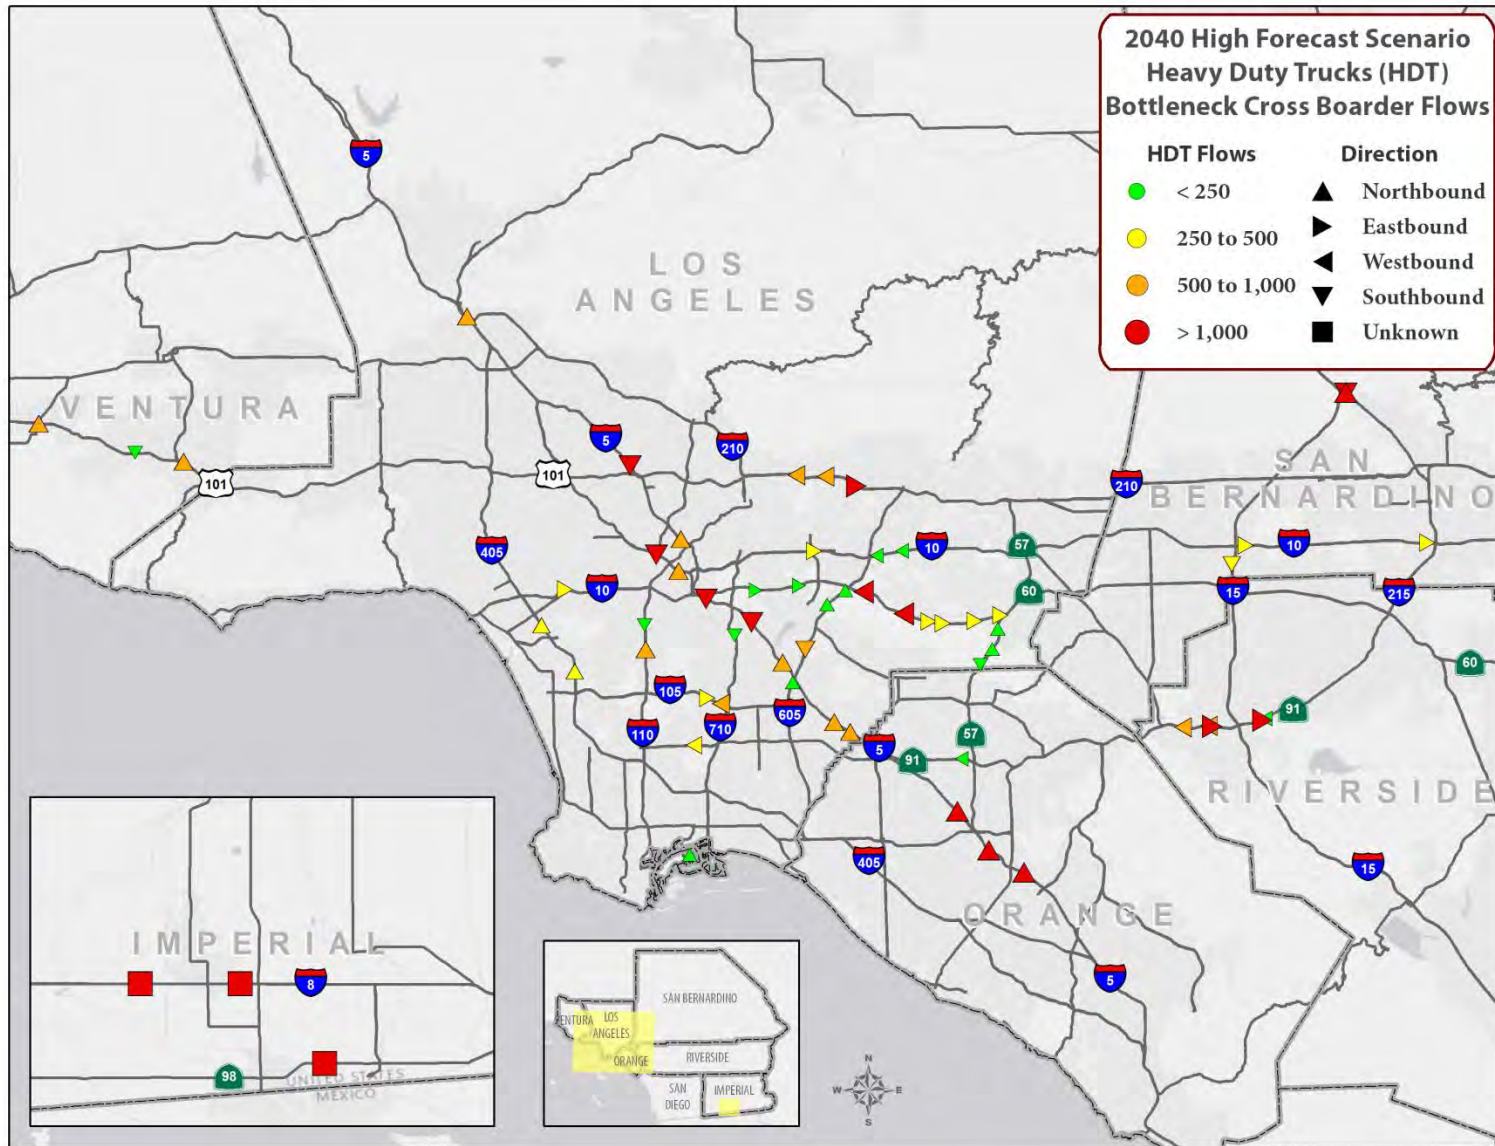 2040 High Forecast Scenario
Heavy Duty Trucks (HDT)
Bottleneck Cross Boarder Flows
HDT Flows
Direction
< 250
Northbound
250 to 500
Eastbound
Westbound
500 to 1,000
Southbound
> 1,000
Unknown
5
LOS
ANGELES
VENTURA
101
5
101
210
SAN
BERNARDINO
210
405
10
57
10
10
60
15
215
60
105
110
710
605
57
91
5
91
RIVERSIDE
405
15
ORANGE
5
IMPERIAL
8
98
UNITED STATES
MEXICO
SAN BERNARDINO
ENTURA
LOS
ANGELES
ORANGE
RIVERSIDE
SAN
DIEGO
IMPERIAL
N
W
E
S